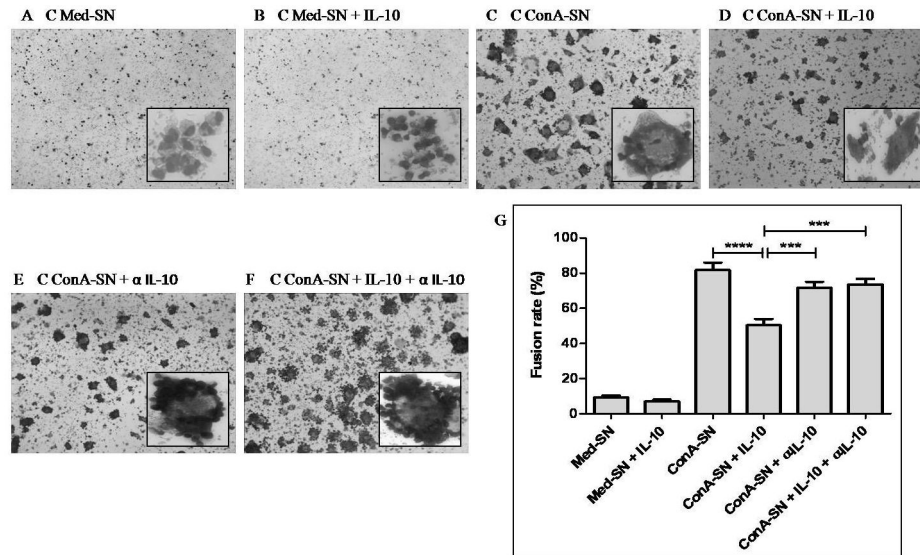 A C Med-SN
B C Med-SN + IL-10
C C ConA-SN
D C ConA-SN + IL-10
E C ConA-SN + α IL-10
F C ConA-SN + IL-10 + α IL-10
G
**** *** ***
Fusion rate (%)
100
80
60
40
20
0
Med-SN
Med-SN + IL-10
ConA-SN
ConA-SN + IL-10
ConA-SN + αIL-10
ConA-SN + IL-10 + αIL-10